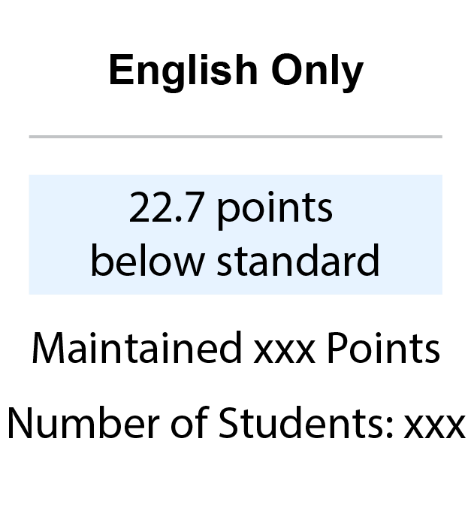 English Only
22.7 points
below standard
Maintained xxx Points
Number of Students: xxx